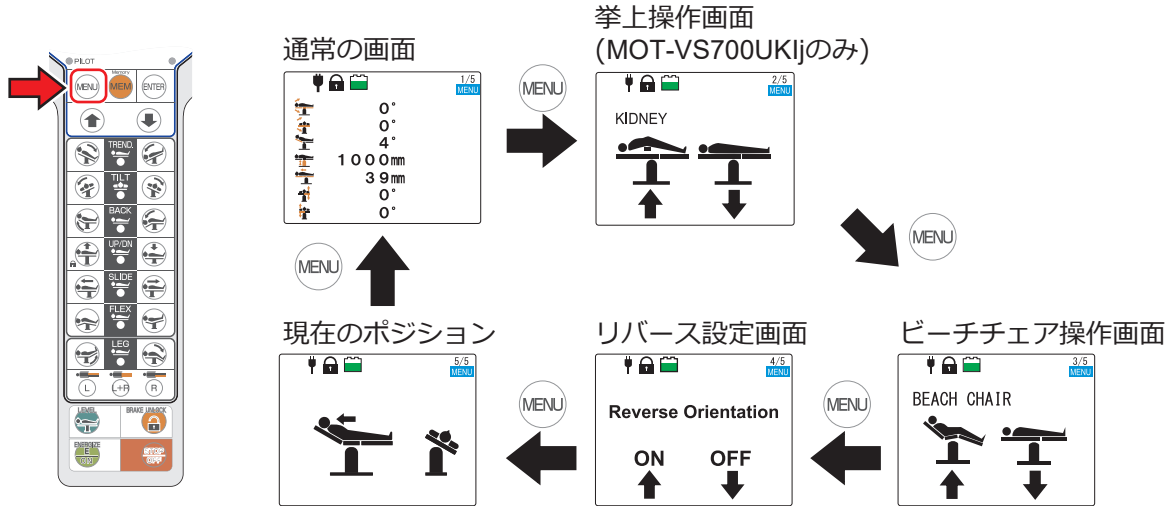 挙上操作画面
(MOT-VS700UKIjのみ)
通常の画面
PILOT
MENU
Memory
MEM
ENTER
TREND.
TILT
BACK
UP/DN
SLIDE
FLEX
LEG
L
L+R
R
LEVEL
BRAKE UNLOCK
ENERGIZE
E
ON
STOP
OFF
1/5
MENU
0°
0°
4°
1000mm
39mm
0°
0°
MENU
2/5
MENU
KIDNEY
MENU
MENU
現在のポジション
リバース設定画面
ビーチチェア操作画面
5/5
MENU
MENU
4/5
MENU
Reverse Orientation
ON OFF
MENU
3/5
MENU
BEACH CHAIR